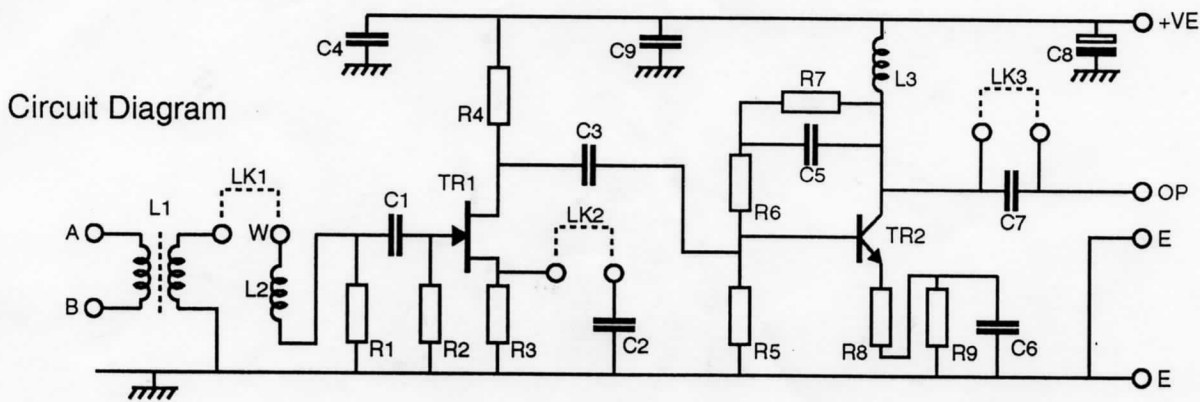 +VE
C4
C9
C8
L3
R7
LK3
Circuit Diagram
R4
C3
C5
LK1
TR1
C1
R6
C7
OP
L1
LK2
A
W
TR2
E
L2
B
R1
R2
R3
C2
R5
R8
R9
C6
E